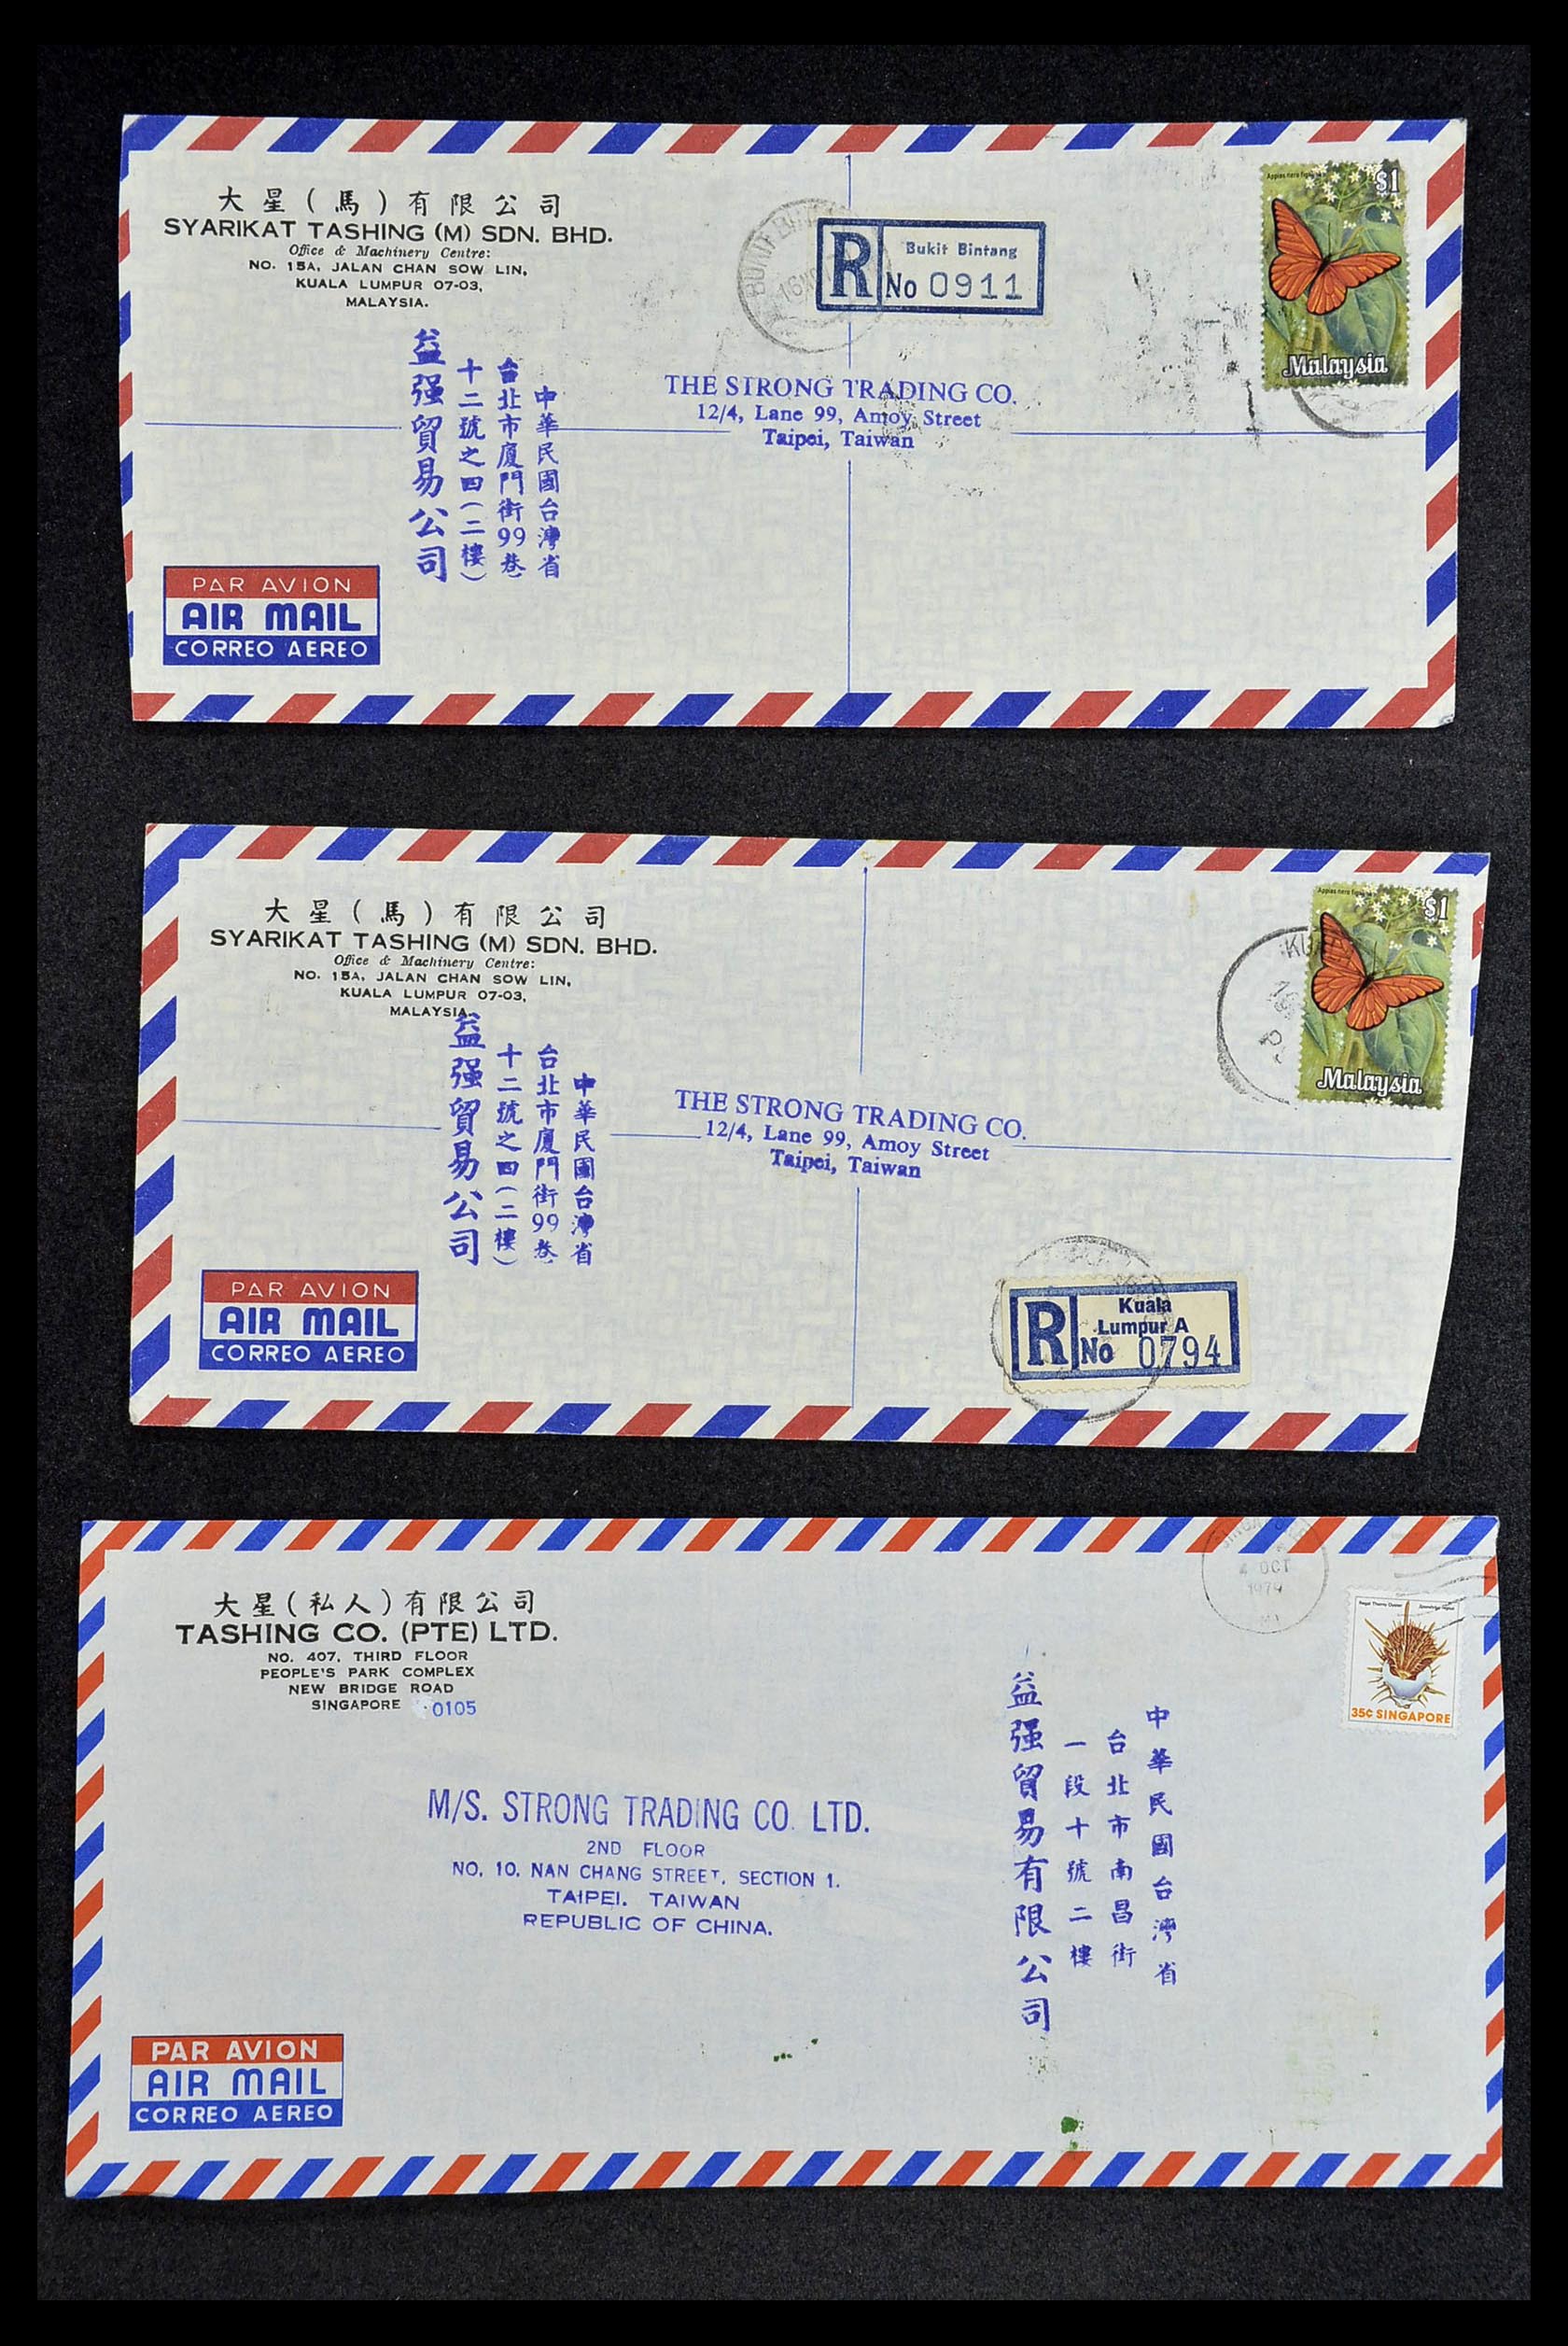 大星(馬)有限公司
SYARIKAT TASHING (M) SDN. BHD.
Office & Machinery Centre:
NO. 15A, JALAN CHAN SOW LIN,
KUALA LUMPUR 07-03,
MALAYSIA.
BUKIT
R
Bukit Bintang
No 0911
Appias nero
$1
Malaysia
THE STRONG TRADING CO.
12/4, Lane 99, Amoy Street
Taipei, Taiwan
中華民國台灣省
台北市廈門街99巷
十二號之四(二樓)
益强貿易公司
PAR AVION
AIR MAIL
CORREO AEREO
大星(馬)有限公司
SYARIKAT TASHING (M) SDN. BHD.
Office & Machinery Centre:
NO. 15A, JALAN CHAN SOW LIN,
KUALA LUMPUR 07-03,
MALAYSIA.
Appias nero
$1
Malaysia
THE STRONG TRADING CO.
12/4, Lane 99, Amoy Street
Taipei, Taiwan
中華民國台灣省
台北市廈門街99巷
十二號之四(二樓)
益强貿易公司
R
Kuala
Lumpur A
No 0794
PAR AVION
AIR MAIL
CORREO AEREO
大星(私人)有限公司
TASHING CO. (PTE) LTD.
NO. 407, THIRD FLOOR
PEOPLE'S PARK COMPLEX
NEW BRIDGE ROAD
SINGAPORE 0105
4 OCT
1979
35¢ SINGAPORE
M/S. STRONG TRADING CO. LTD.
2ND FLOOR
NO. 10. NAN CHANG STREET, SECTION 1.
TAIPEI. TAIWAN
REPUBLIC OF CHINA.
中華民國台灣省
台北市南昌街
一段十號二樓
益强貿易有限公司
PAR AVION
AIR MAIL
CORREO AEREO